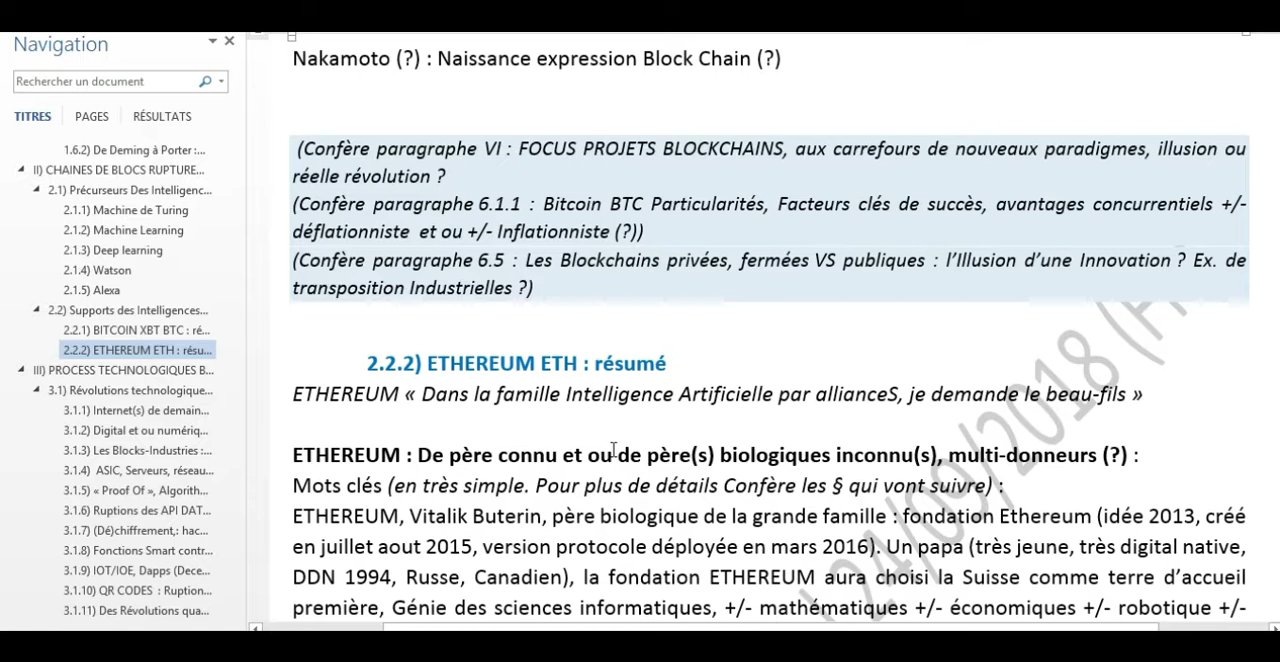 Navigation
Rechercher un document
TITRES PAGES RÉSULTATS
1.6.2) De Deming à Porter :...
II) CHAINES DE BLOCS RUPTURE...
2.1) Précurseurs Des Intelligenc...
2.1.1) Machine de Turing
2.1.2) Machine Learning
2.1.3) Deep learning
2.1.4) Watson
2.1.5) Alexa
2.2) Supports des Intelligences...
2.2.1) BITCOIN XBT BTC : ré...
2.2.2) ETHEREUM ETH : résu...
III) PROCESS TECHNOLOGIQUES B...
3.1) Révolutions technologique...
3.1.1) Internet(s) de demain...
3.1.2) Digital et ou numériq...
3.1.3) Les Blocks-Industries :...
3.1.4) ASIC, Serveurs, réseau...
3.1.5) « Proof Of », Algorith...
3.1.6) Ruptions des API DAT...
3.1.7) (Dé)chiffrement,: hac...
3.1.8) Fonctions Smart contr...
3.1.9) IOT/IOE, Dapps (Dece...
3.1.10) QR CODES : Ruption...
3.1.11) Des Révolutions qua...
Nakamoto (?) : Naissance expression Block Chain (?)
(Confère paragraphe VI : FOCUS PROJETS BLOCKCHAINS, aux carrefours de nouveaux paradigmes, illusion ou
réelle révolution ?
(Confère paragraphe 6.1.1 : Bitcoin BTC Particularités, Facteurs clés de succès, avantages concurrentiels +/-
déflationniste et ou +/- Inflationniste (?))
(Confère paragraphe 6.5 : Les Blockchains privées, fermées VS publiques : l’Illusion d’une Innovation ? Ex. de
transposition Industrielles ?)
2.2.2) ETHEREUM ETH : résumé
ETHEREUM « Dans la famille Intelligence Artificielle par allianceS, je demande le beau-fils »
ETHEREUM : De père connu et ou de père(s) biologiques inconnu(s), multi-donneurs (?) :
Mots clés (en très simple. Pour plus de détails Confère les § qui vont suivre) :
ETHEREUM, Vitalik Buterin, père biologique de la grande famille : fondation Ethereum (idée 2013, créé
en juillet aout 2015, version protocole déployée en mars 2016). Un papa (très jeune, très digital native,
DDN 1994, Russe, Canadien), la fondation ETHEREUM aura choisi la Suisse comme terre d’accueil
première, Génie des sciences informatiques, +/- mathématiques +/- économiques +/- robotique +/-
24/09/2018